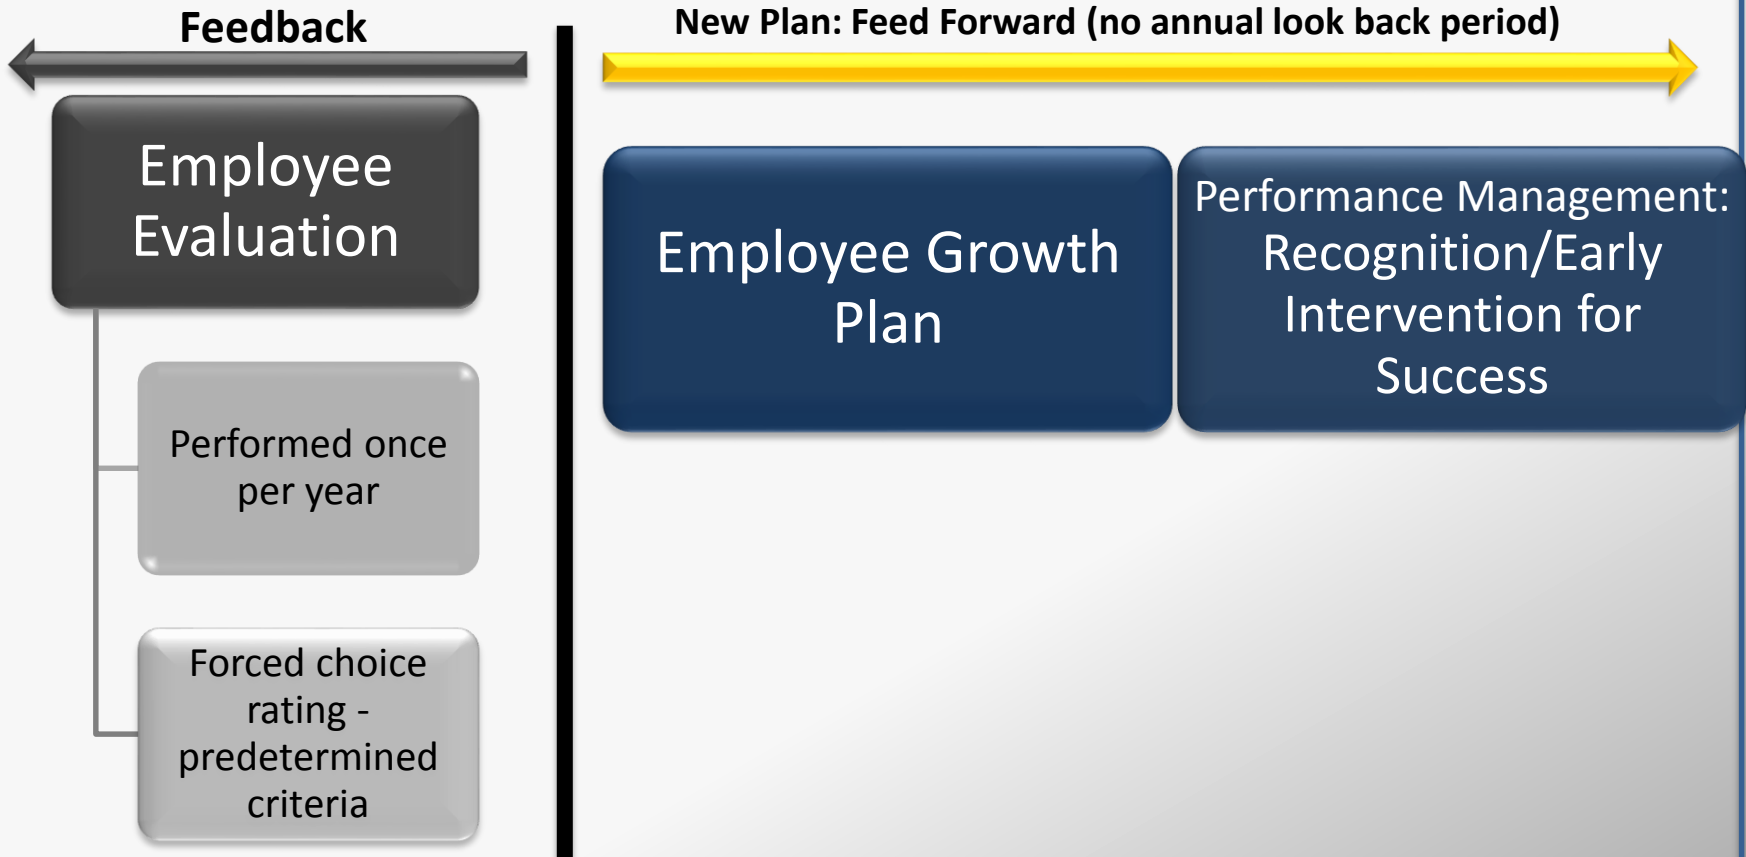 Feedback
New Plan: Feed Forward (no annual look back period)
Employee
Evaluation
Performed once
per year
Forced choice
rating -
predetermined
criteria
Employee Growth
Plan
Performance Management:
Recognition/Early
Intervention for
Success